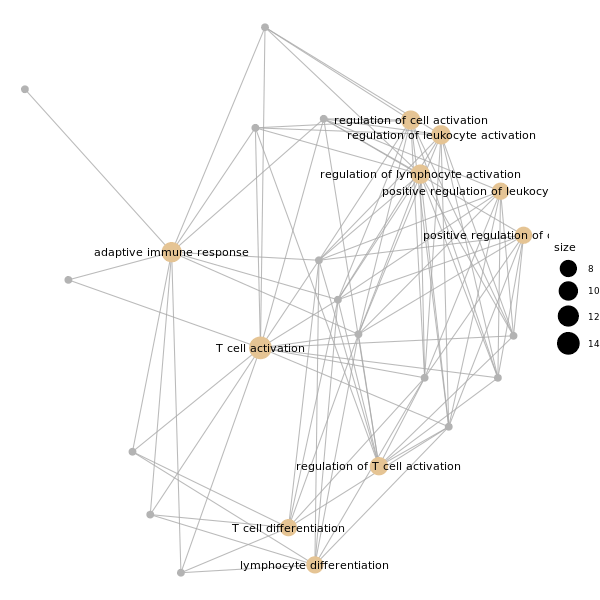 regulation of cell activation
regulation of leukocyte activation
regulation of lymphocyte activation
positive regulation of leukocy
positive regulation of
adaptive immune response
size
8
10
12
14
T cell activation
regulation of T cell activation
T cell differentiation
lymphocyte differentiation